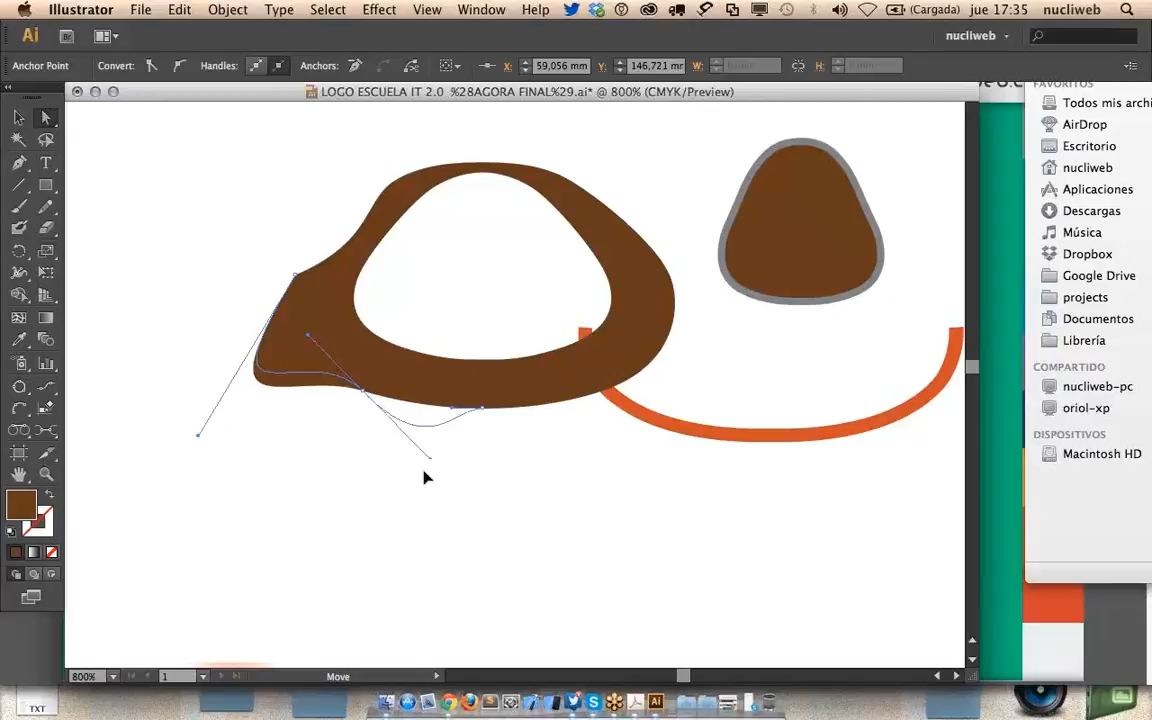 Illustrator File Edit Object Type Select Effect View Window Help (Cargada) jue 17:35 nucliweb
Ai Br nucliweb
Anchor Point Convert: Handles: Anchors: X: 59,056 mm Y: 146,721 mm W: H:
LOGO ESCUELA IT 2.0 %28AGORA FINAL%29.ai* @ 800% (CMYK/Preview)
FAVORITOS
Todos mis archi
AirDrop
Escritorio
nucliweb
Aplicaciones
Descargas
Música
Documentos
Dropbox
Google Drive
projects
Documentos
Librería
COMPARTIDO
nucliweb-pc
oriol-xp
DISPOSITIVOS
Macintosh HD
800% 1 Move
Ai
TXT